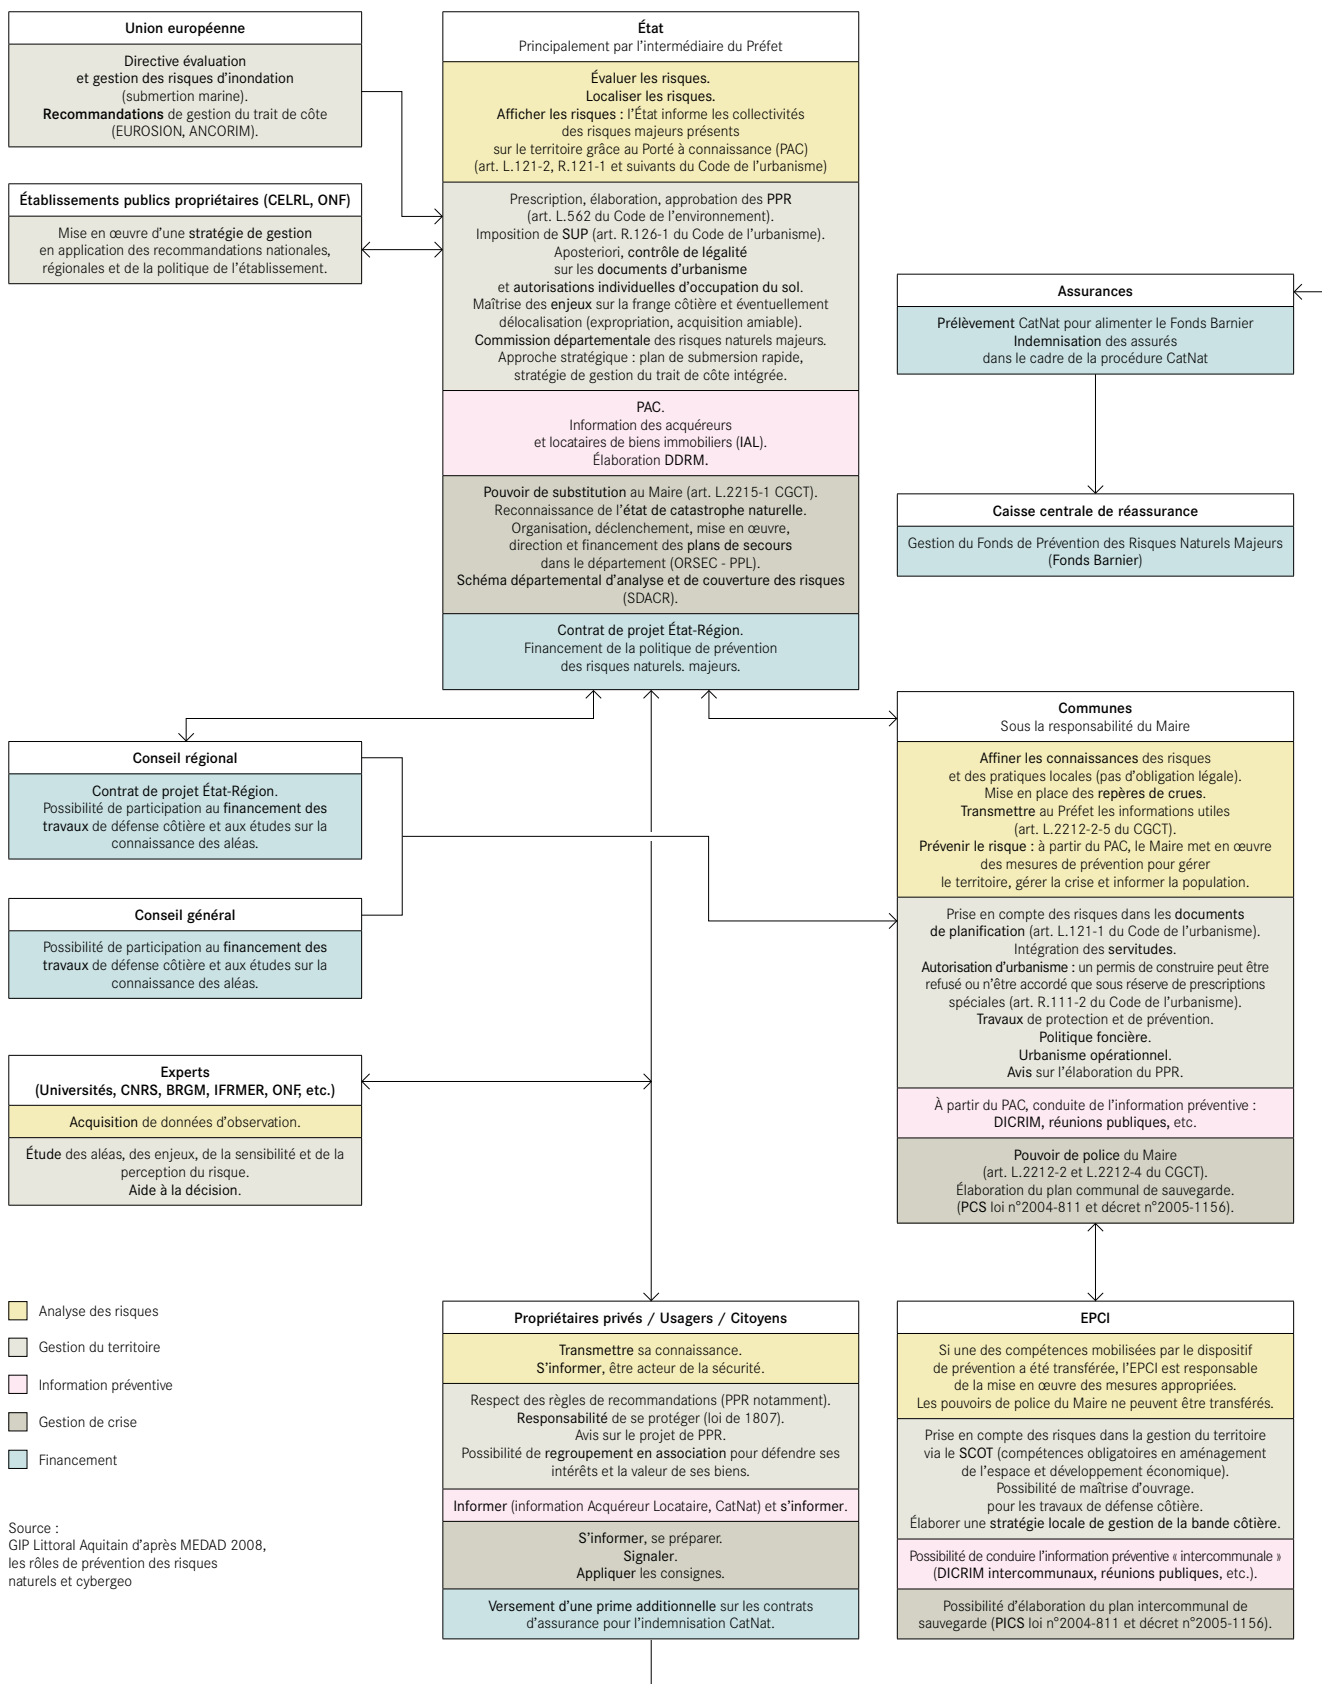 Union européenne
Directive évaluation
et gestion des risques d'inondation
(submertion marine).
Recommandations de gestion du trait de côte
(EUROSION, ANCORIM).
Établissements publics propriétaires (CELRL, ONF)
Mise en œuvre d'une stratégie de gestion
en application des recommandations nationales,
régionales et de la politique de l'établissement.
État
Principalement par l'intermédiaire du Préfet
Évaluer les risques.
Localiser les risques.
Afficher les risques : l'État informe les collectivités
des risques majeurs présents
sur le territoire grâce au Porté à connaissance (PAC)
(art. L.121-2, R.121-1 et suivants du Code de l'urbanisme)
Prescription, élaboration, approbation des PPR
(art. L.562 du Code de l'environnement).
Imposition de SUP (art. R.126-1 du Code de l'urbanisme).
Aposteriori, contrôle de légalité
sur les documents d'urbanisme
et autorisations individuelles d'occupation du sol.
Maîtrise des enjeux sur la frange côtière et éventuellement
délocalisation (expropriation, acquisition amiable).
Commission départementale des risques naturels majeurs.
Approche stratégique : plan de submersion rapide,
stratégie de gestion du trait de côte intégrée.
PAC.
Information des acquéreurs
et locataires de biens immobiliers (IAL).
Élaboration DDRM.
Pouvoir de substitution au Maire (art. L.2215-1 CGCT).
Reconnaissance de l'état de catastrophe naturelle.
Organisation, déclenchement, mise en œuvre,
direction et financement des plans de secours
dans le département (ORSEC - PPL).
Schéma départemental d'analyse et de couverture des risques
(SDACR).
Contrat de projet État-Région.
Financement de la politique de prévention
des risques naturels. majeurs.
Assurances
Prélèvement CatNat pour alimenter le Fonds Barnier
Indemnisation des assurés
dans le cadre de la procédure CatNat
Caisse centrale de réassurance
Gestion du Fonds de Prévention des Risques Naturels Majeurs
(Fonds Barnier)
Conseil régional
Contrat de projet État-Région.
Possibilité de participation au financement des
travaux de défense côtière et aux études sur la
connaissance des aléas.
Conseil général
Possibilité de participation au financement des
travaux de défense côtière et aux études sur la
connaissance des aléas.
Experts
(Universités, CNRS, BRGM, IFRMER, ONF, etc.)
Acquisition de données d'observation.
Étude des aléas, des enjeux, de la sensibilité et de la
perception du risque.
Aide à la décision.
Communes
Sous la responsabilité du Maire
Affiner les connaissances des risques
et des pratiques locales (pas d'obligation légale).
Mise en place des repères de crues.
Transmettre au Préfet les informations utiles
(art. L.2212-2-5 du CGCT).
Prévenir le risque : à partir du PAC, le Maire met en œuvre
des mesures de prévention pour gérer
le territoire, gérer la crise et informer la population.
Prise en compte des risques dans les documents
de planification (art. L.121-1 du Code de l'urbanisme).
Intégration des servitudes.
Autorisation d'urbanisme : un permis de construire peut être
refusé ou n'être accordé que sous réserve de prescriptions
spéciales (art. R.111-2 du Code de l'urbanisme).
Travaux de protection et de prévention.
Politique foncière.
Urbanisme opérationnel.
Avis sur l'élaboration du PPR.
À partir du PAC, conduite de l'information préventive :
DICRIM, réunions publiques, etc.
Pouvoir de police du Maire
(art. L.2212-2 et L.2212-4 du CGCT).
Élaboration du plan communal de sauvegarde.
(PCS loi n°2004-811 et décret n°2005-1156).
Analyse des risques
Gestion du territoire
Information préventive
Gestion de crise
Financement
Source :
GIP Littoral Aquitain d'après MEDAD 2008,
les rôles de prévention des risques
naturels et cybergeo
Propriétaires privés / Usagers / Citoyens
Transmettre sa connaissance.
S'informer, être acteur de la sécurité.
Respect des règles de recommandations (PPR notamment).
Responsabilité de se protéger (loi de 1807).
Avis sur le projet de PPR.
Possibilité de regroupement en association pour défendre ses
intérêts et la valeur de ses biens.
Informer (information Acquéreur Locataire, CatNat) et s'informer.
S'informer, se préparer.
Signaler.
Appliquer les consignes.
Versement d'une prime additionnelle sur les contrats
d'assurance pour l'indemnisation CatNat.
EPCI
Si une des compétences mobilisées par le dispositif
de prévention a été transférée, l'EPCI est responsable
de la mise en œuvre des mesures appropriées.
Les pouvoirs de police du Maire ne peuvent être transférés.
Prise en compte des risques dans la gestion du territoire
via le SCOT (compétences obligatoires en aménagement
de l'espace et développement économique).
Possibilité de maîtrise d'ouvrage.
pour les travaux de défense côtière.
Élaborer une stratégie locale de gestion de la bande côtière.
Possibilité de conduire l'information préventive « intercommunale »
(DICRIM intercommunaux, réunions publiques, etc.).
Possibilité d'élaboration du plan intercommunal de
sauvegarde (PICS loi n°2004-811 et décret n°2005-1156).